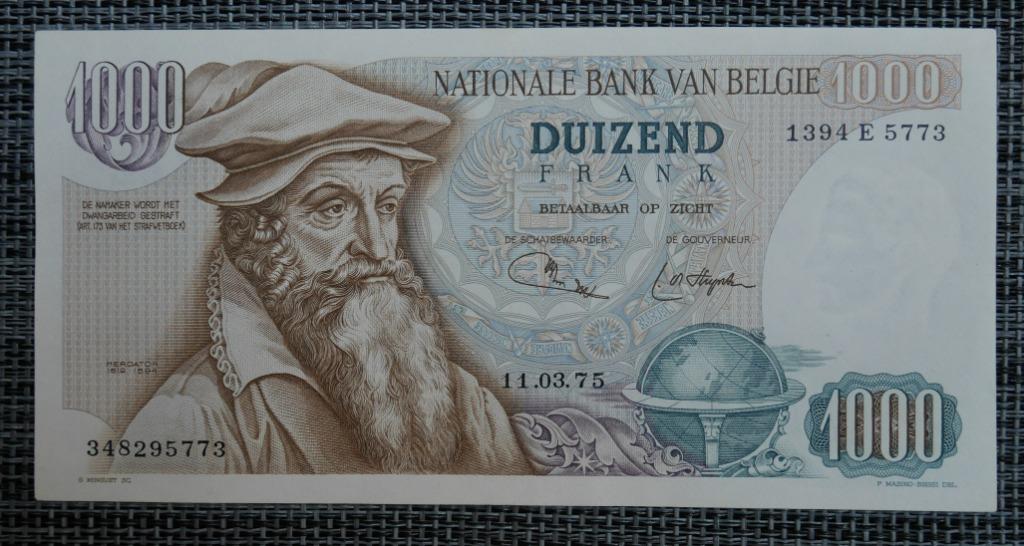 1000
NATIONALE BANK VAN BELGIE 1000
DUIZEND
1394 E 5773
FRANK
BETAALBAAR OP ZICHT
DE NAMAKER WORDT MET
DWANGARBEID GESTRAFT
(ART. 173 VAN HET STRAFWETBOEK)
DE SCHATBEWAARDER
DE GOUVERNEUR
MERCATOR
1512 1594
11.03.75
348295773
1000
P. MAZENO-